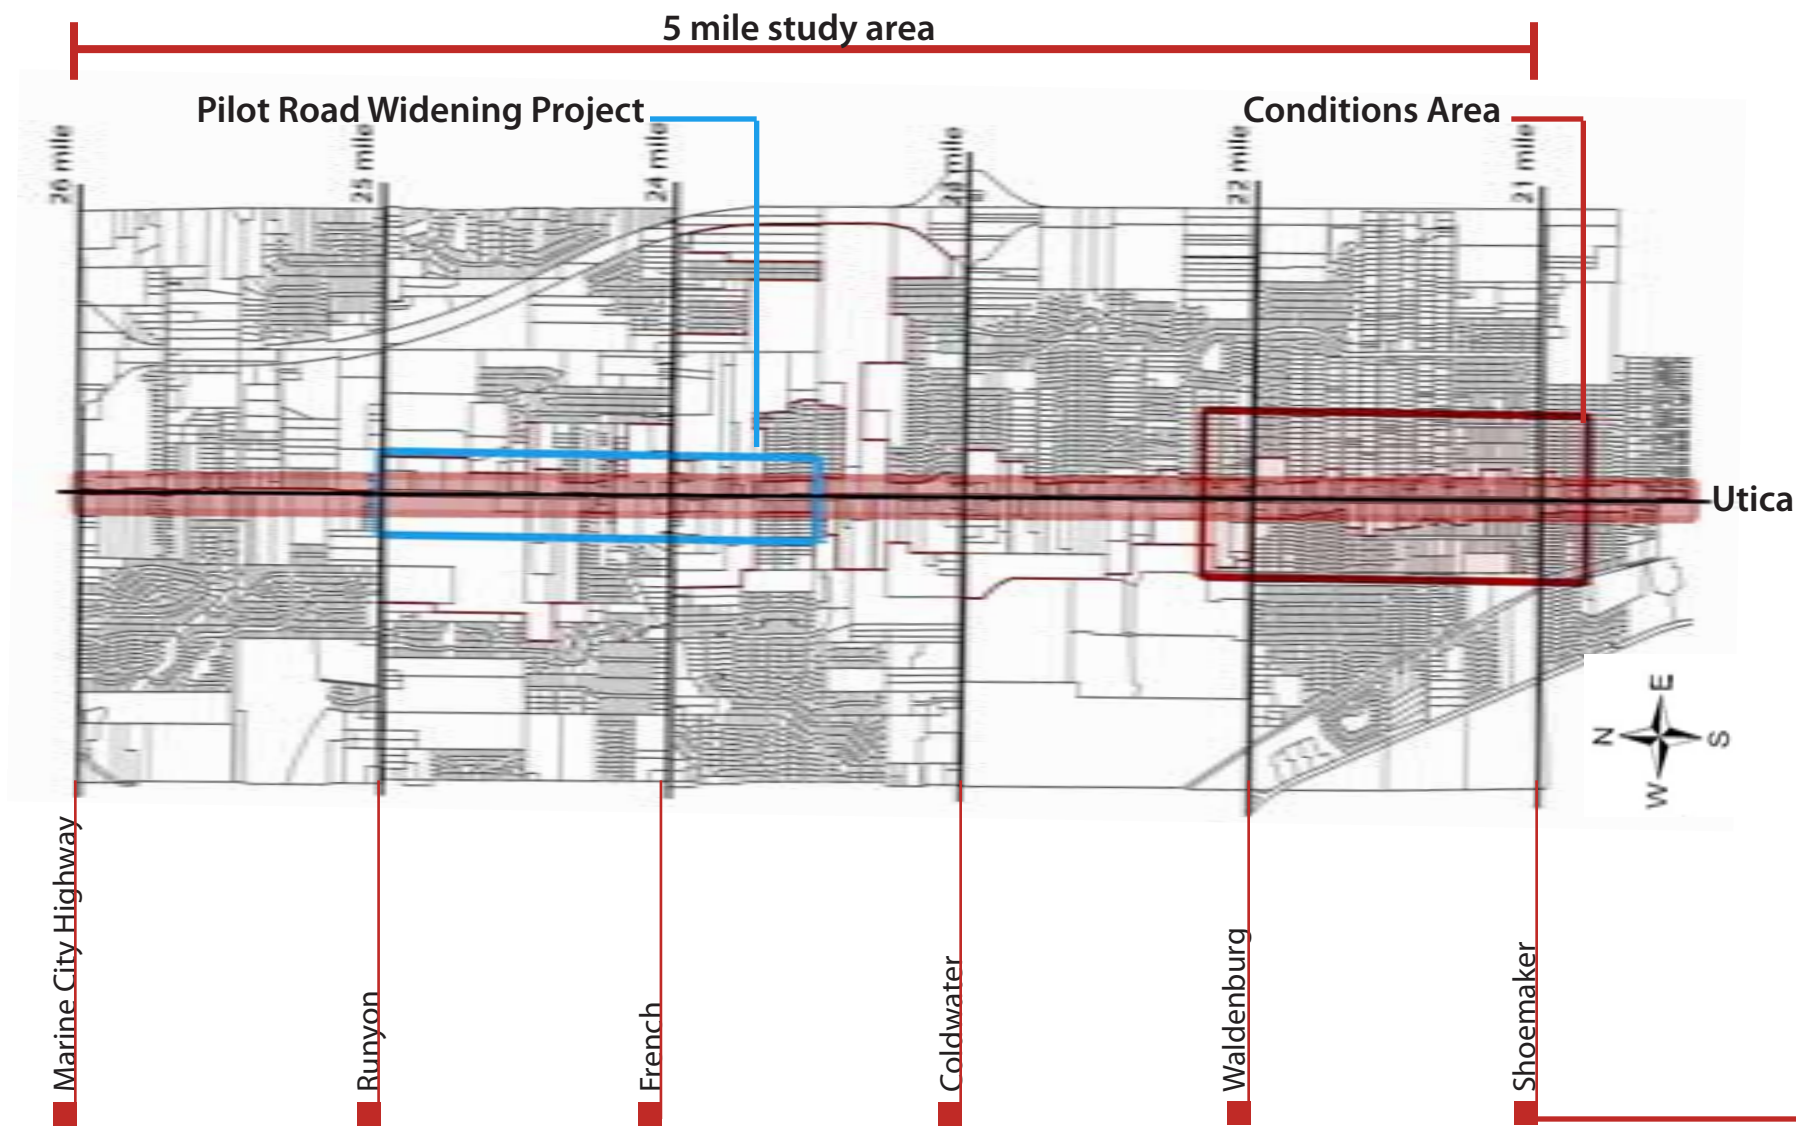 5 mile study area
Pilot Road Widening Project
Conditions Area
26 mile
25 mile
24 mile
mile
22 mile
21 mile
Utica
E
N
S
W
Marine City Highway
Runyon
French
Coldwater
Waldenburg
Shoemaker